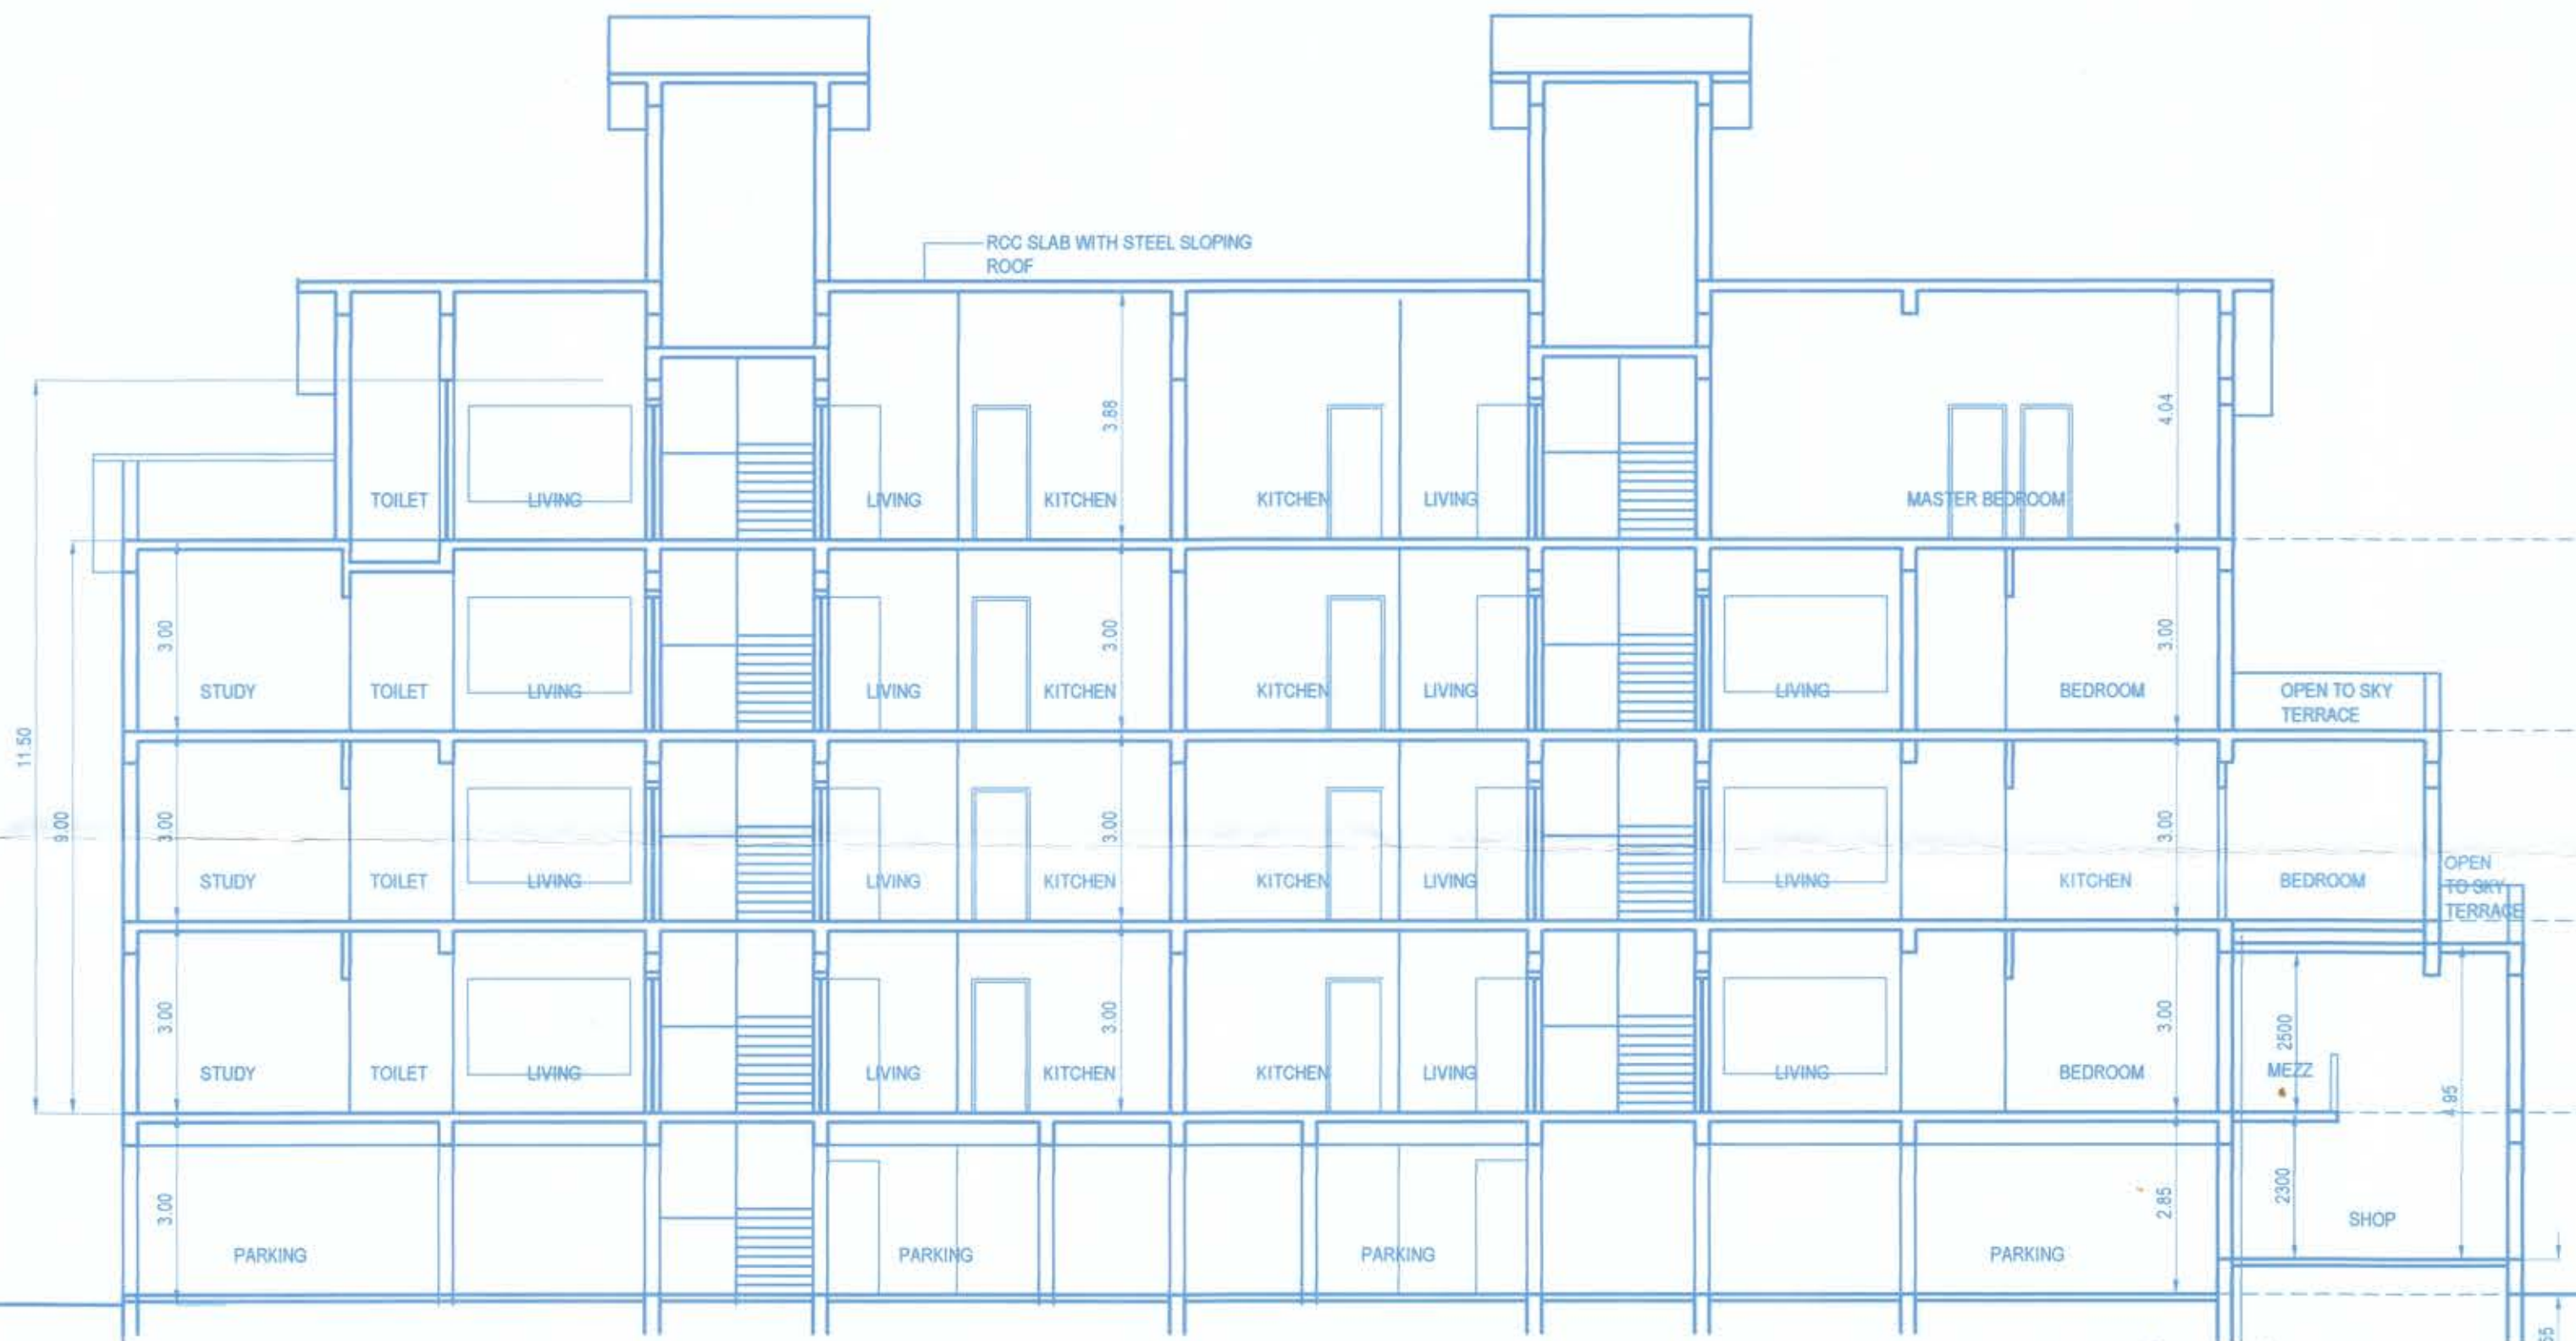 RCC SLAB WITH STEEL SLOPING
ROOF
3.88
4.04
TOILET
LIVING
LIVING
KITCHEN
KITCHEN
LIVING
MASTER BEDROOM
3.00
3.00
3.00
STUDY
TOILET
LIVING
LIVING
KITCHEN
KITCHEN
LIVING
LIVING
BEDROOM
OPEN TO SKY
TERRACE
11.50
9.00
3.00
3.00
3.00
STUDY
TOILET
LIVING
LIVING
KITCHEN
KITCHEN
LIVING
LIVING
KITCHEN
BEDROOM
OPEN
TO SKY
TERRACE
3.00
3.00
3.00
2500
STUDY
TOILET
LIVING
LIVING
KITCHEN
KITCHEN
LIVING
LIVING
BEDROOM
MEZZ
4.95
3.00
2.85
2300
SHOP
PARKING
PARKING
PARKING
PARKING